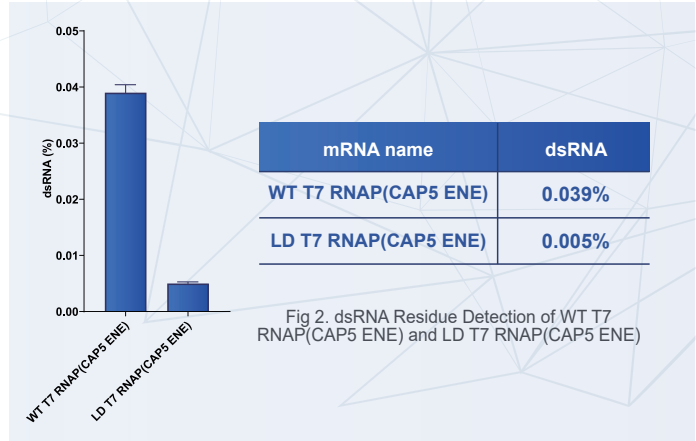 0.05
0.04
0.03
0.02
0.01
0.00
dsRNA (%)
WT T7 RNAP(CAP5 ENE)
LD T7 RNAP(CAP5 ENE)
mRNA name dsRNA
WT T7 RNAP(CAP5 ENE) 0.039%
LD T7 RNAP(CAP5 ENE) 0.005%
Fig 2. dsRNA Residue Detection of WT T7
RNAP(CAP5 ENE) and LD T7 RNAP(CAP5 ENE)